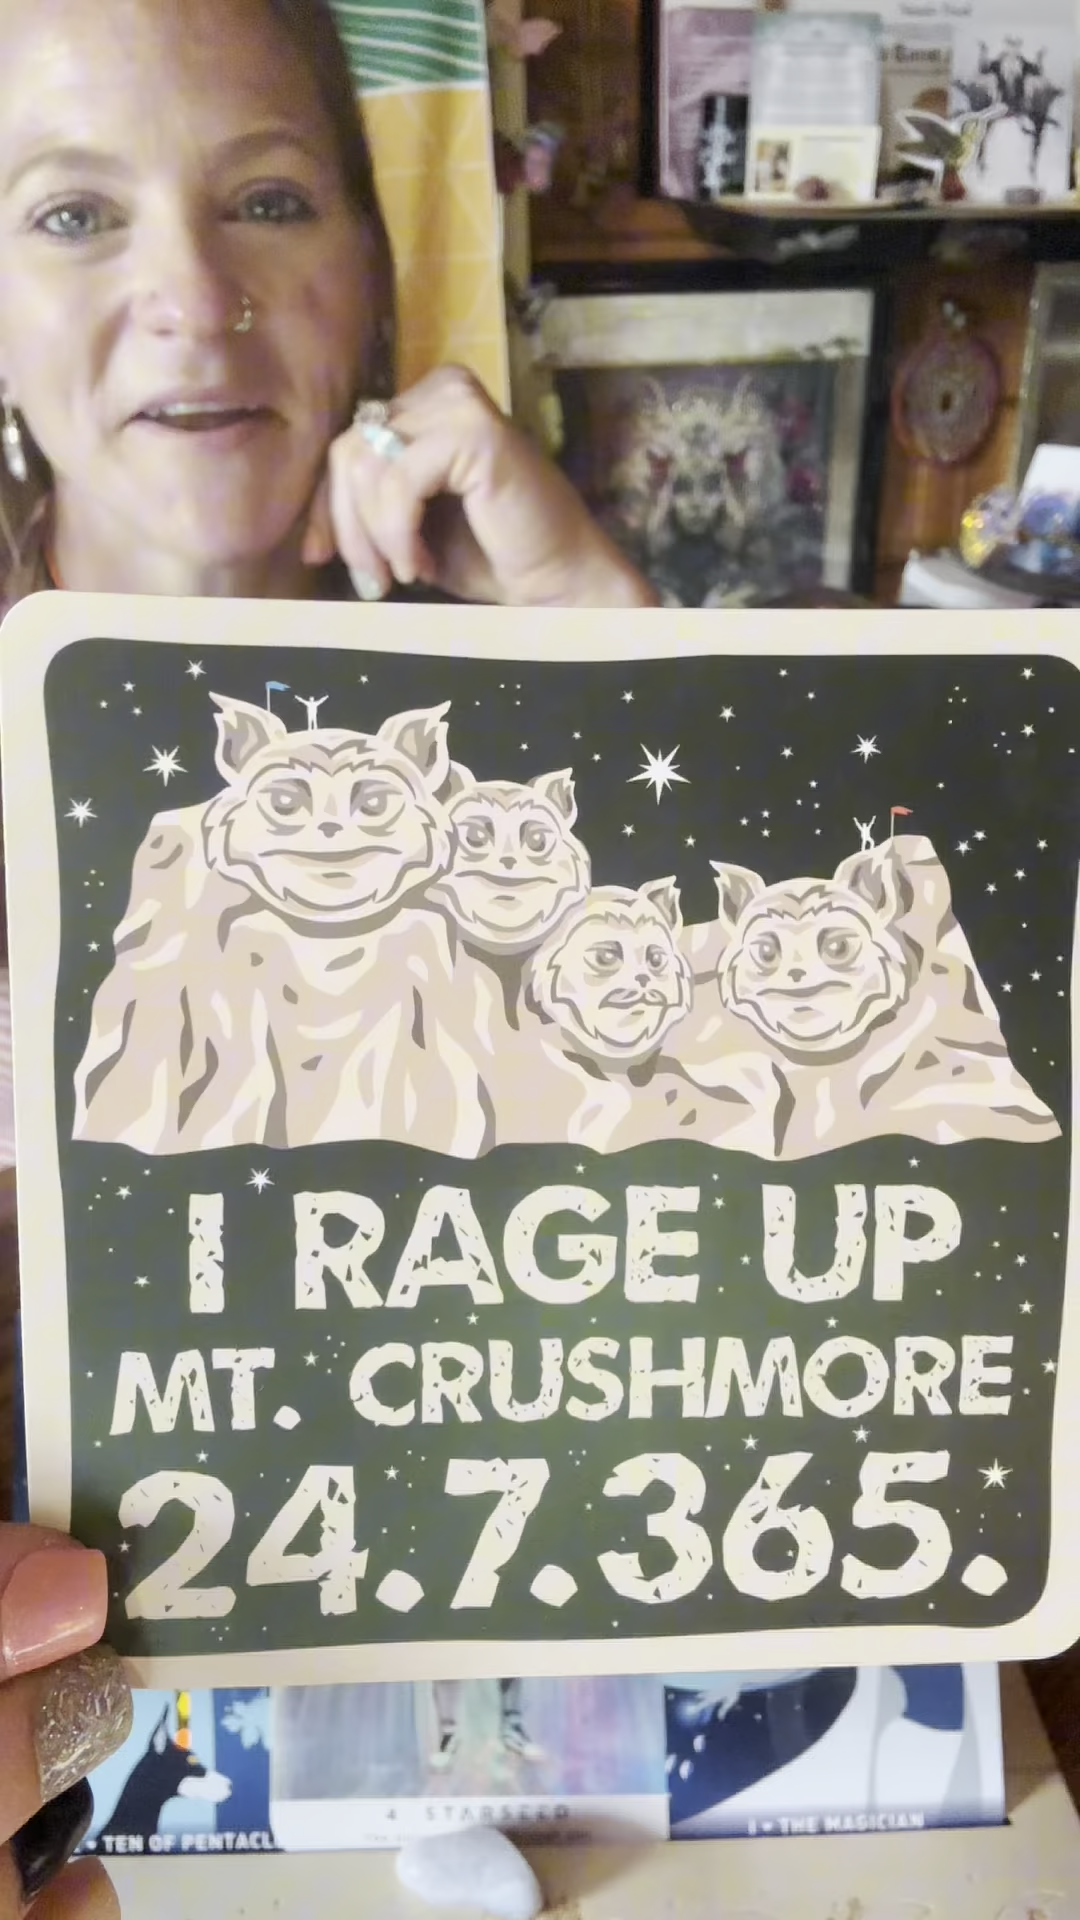 I RAGE UP
MT. CRUSHMORE
24.7.365.
TEN OF PENTACL
4 STARSEED
I • THE MAGICIAN